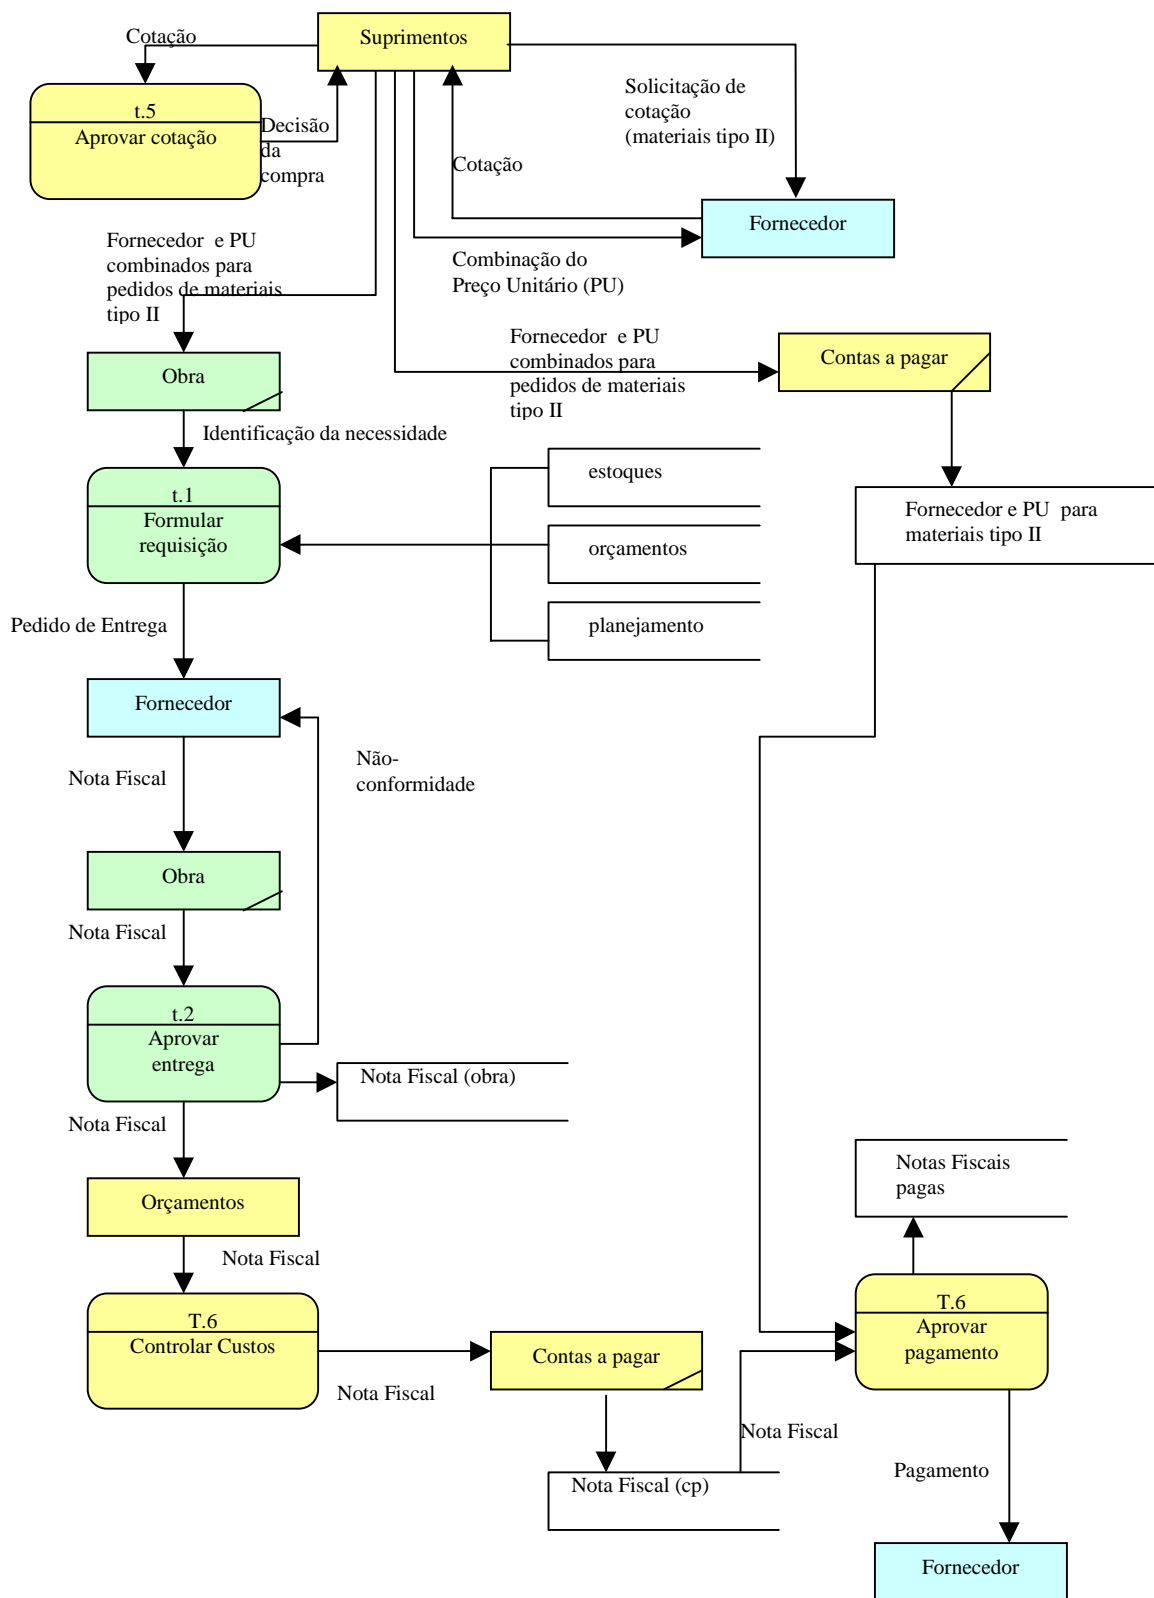 Cotação
Suprimentos
Solicitação de
cotação
(materiais tipo II)
t.5
Aprovar cotação
Decisão
da
compra
Cotação
Fornecedor
Fornecedor e PU
combinados para
pedidos de materiais
tipo II
Combinação do
Preço Unitário (PU)
Fornecedor e PU
combinados para
pedidos de materiais
tipo II
Contas a pagar
Obra
Identificação da necessidade
estoques
t.1
Formular
requisição
orçamentos
Fornecedor e PU para
materiais tipo II
planejamento
Pedido de Entrega
Fornecedor
Não-
conformidade
Nota Fiscal
Obra
Nota Fiscal
t.2
Aprovar
entrega
Nota Fiscal (obra)
Nota Fiscal
Notas Fiscais
pagas
Orçamentos
Nota Fiscal
T.6
Controlar Custos
T.6
Aprovar
pagamento
Contas a pagar
Nota Fiscal
Nota Fiscal
Pagamento
Nota Fiscal (cp)
Fornecedor